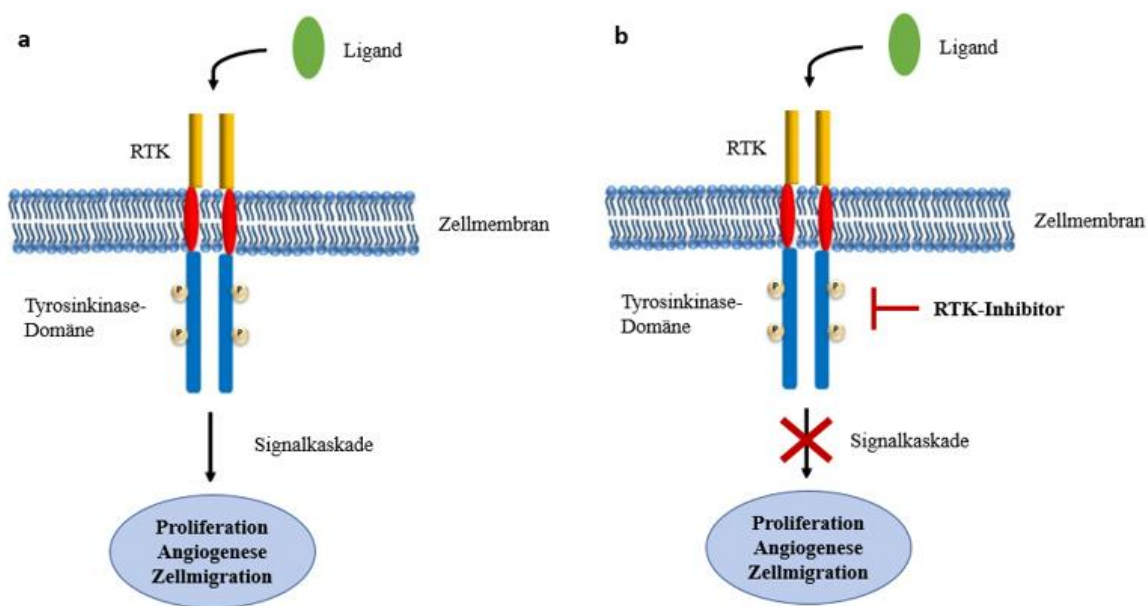 a
Ligand
RTK
Zellmembran
Tyrosinkinase-
Domäne
P
P
P
P
Signalkaskade
Proliferation
Angiogenese
Zellmigration
b
Ligand
RTK
Zellmembran
Tyrosinkinase-
Domäne
P
P
P
P
RTK-Inhibitor
Signalkaskade
Proliferation
Angiogenese
Zellmigration